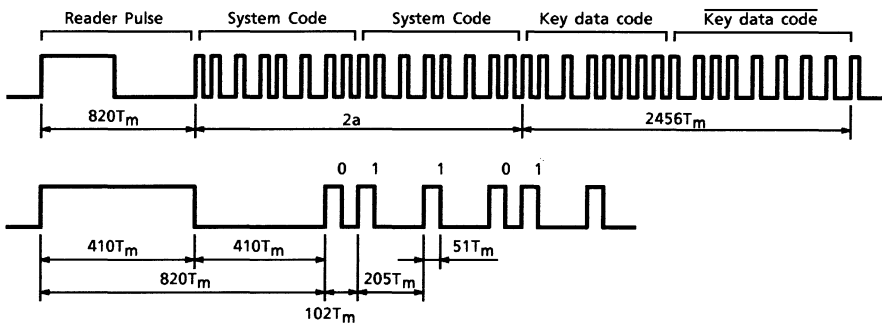 Reader Pulse System Code System Code Key data code Key data code
820Tm 2a 2456Tm
0 1 1 0 1
410Tm 410Tm 51Tm
820Tm 205Tm
102Tm